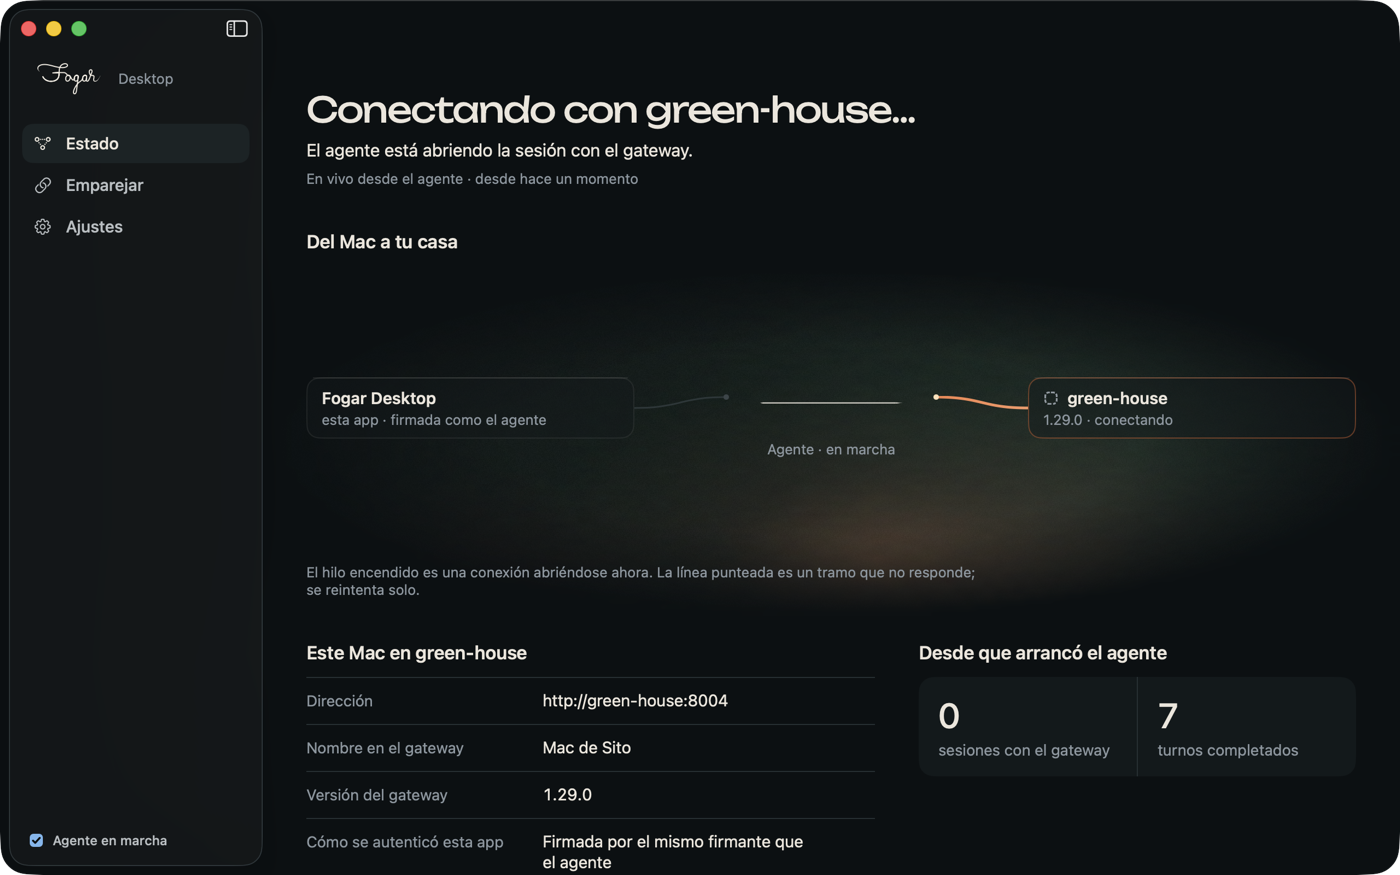 Fogar Desktop
Estado
Emparejar
Ajustes
Agente en marcha
Conectando con green-house...
El agente está abriendo la sesión con el gateway.
En vivo desde el agente · desde hace un momento
Del Mac a tu casa
Fogar Desktop
esta app · firmada como el agente
Agente · en marcha
green-house
1.29.0 · conectando
El hilo encendido es una conexión abriéndose ahora. La línea punteada es un tramo que no responde;
se reintenta solo.
Este Mac en green-house
Dirección http://green-house:8004
Nombre en el gateway Mac de Sito
Versión del gateway 1.29.0
Cómo se autenticó esta app Firmada por el mismo firmante que
el agente
Desde que arrancó el agente
0
sesiones con el gateway
7
turnos completados